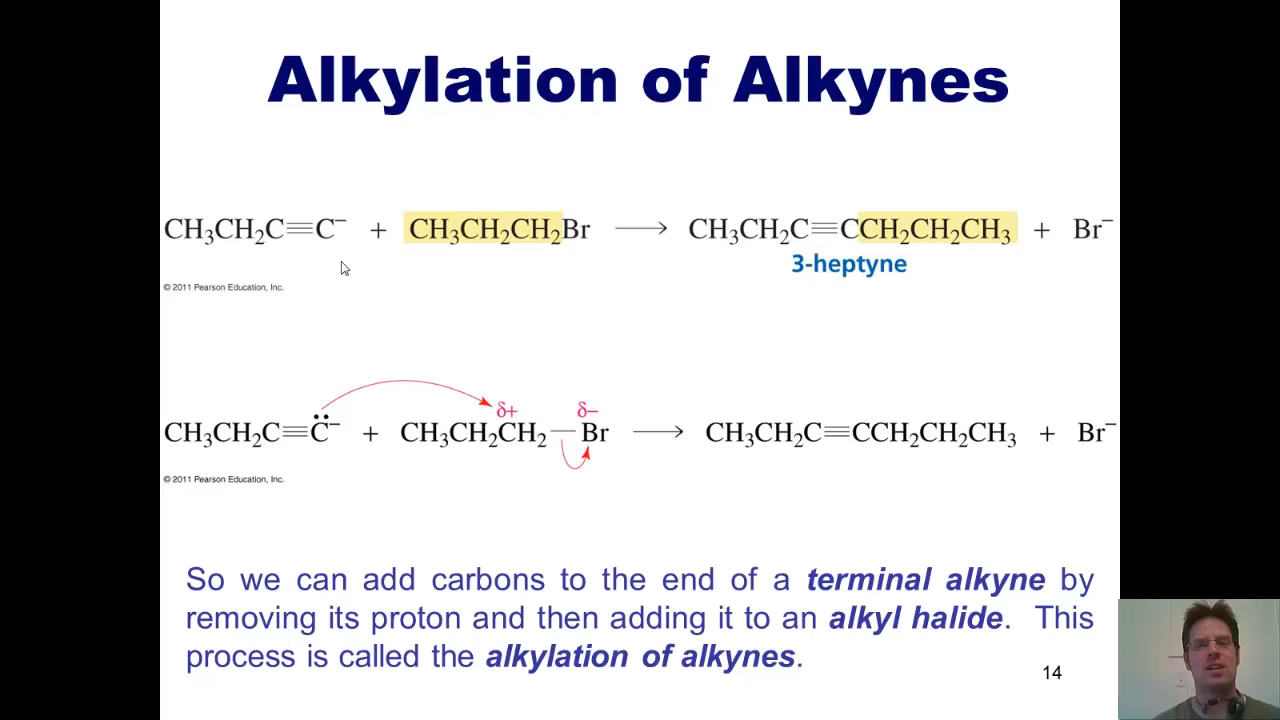 Alkylation of Alkynes
CH₃CH₂C≡C⁻ + CH₃CH₂CH₂Br ⟶ CH₃CH₂C≡CCH₂CH₂CH₃ + Br⁻
3-heptyne
© 2011 Pearson Education, Inc.
δ+ δ−
CH₃CH₂C≡C̈⁻ + CH₃CH₂CH₂—Br ⟶ CH₃CH₂C≡CCH₂CH₂CH₃ + Br⁻
© 2011 Pearson Education, Inc.
So we can add carbons to the end of a terminal alkyne by
removing its proton and then adding it to an alkyl halide. This
process is called the alkylation of alkynes.
14